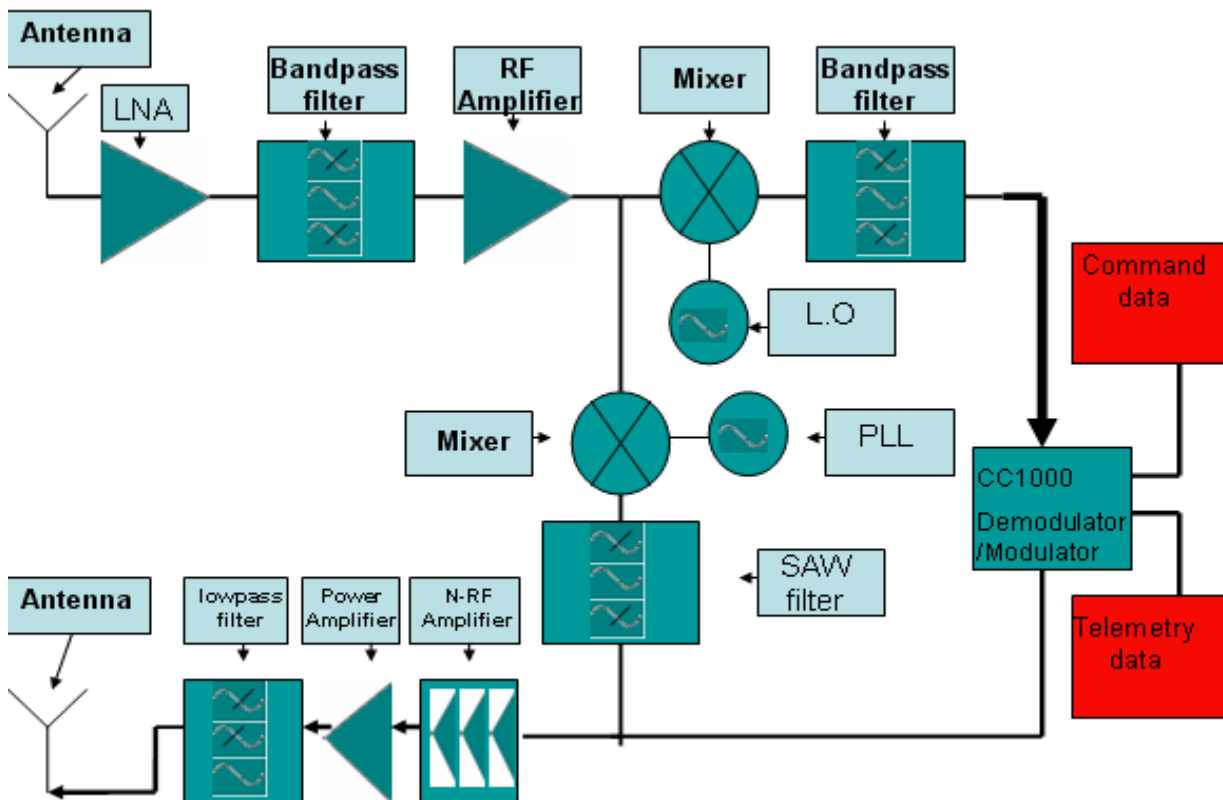 Antenna
LNA
Bandpass
filter
RF
Amplifier
Mixer
Bandpass
filter
L.O
Command
data
Mixer
PLL
CC1000
Demodulator
/Modulator
SAW
filter
Antenna
lowpass
filter
Power
Amplifier
N-RF
Amplifier
Telemetry
data